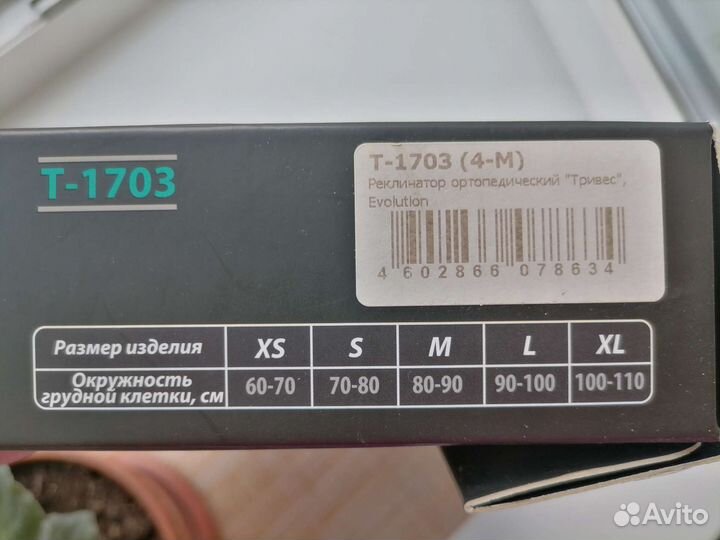 T-1703
T-1703 (4-M)
Реклинатор ортопедический "Тривес",
Evolution
4 602866 078634
Размер изделия XS S M L XL
Окружность
грудной клетки, см 60-70 70-80 80-90 90-100 100-110
Avito